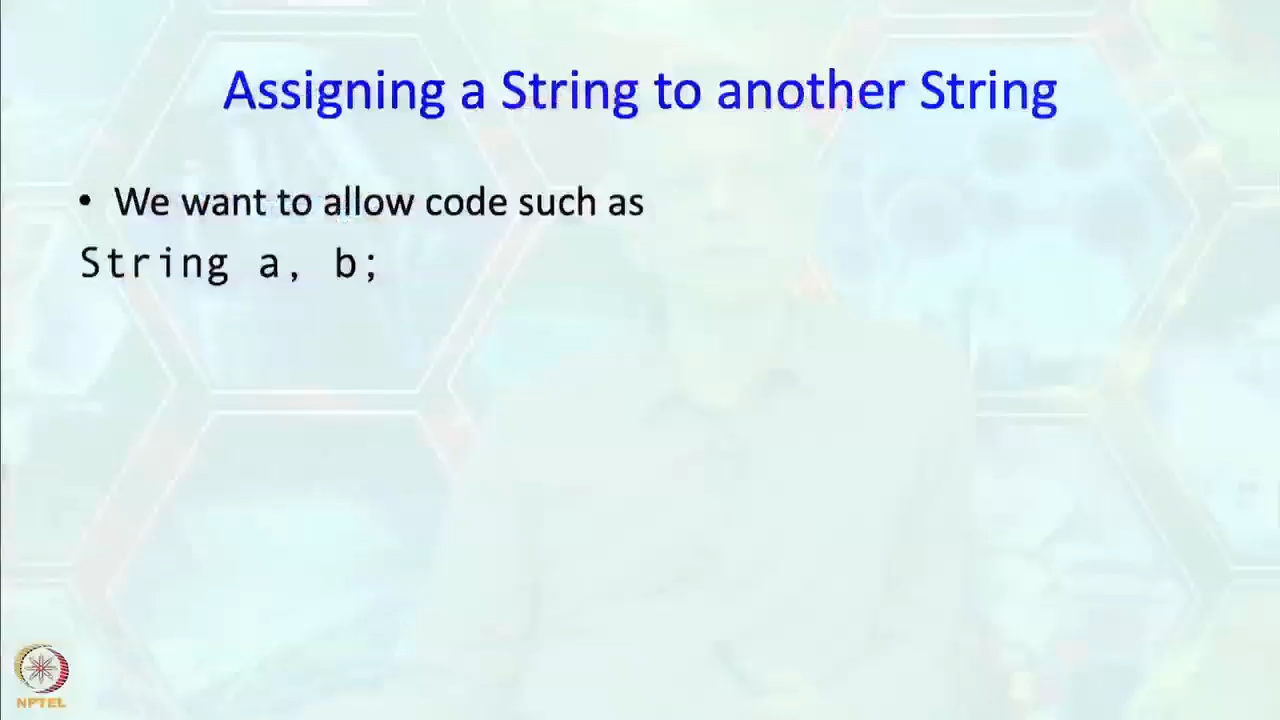 Assigning a String to another String
• We want to allow code such as
String a, b;
NPTEL